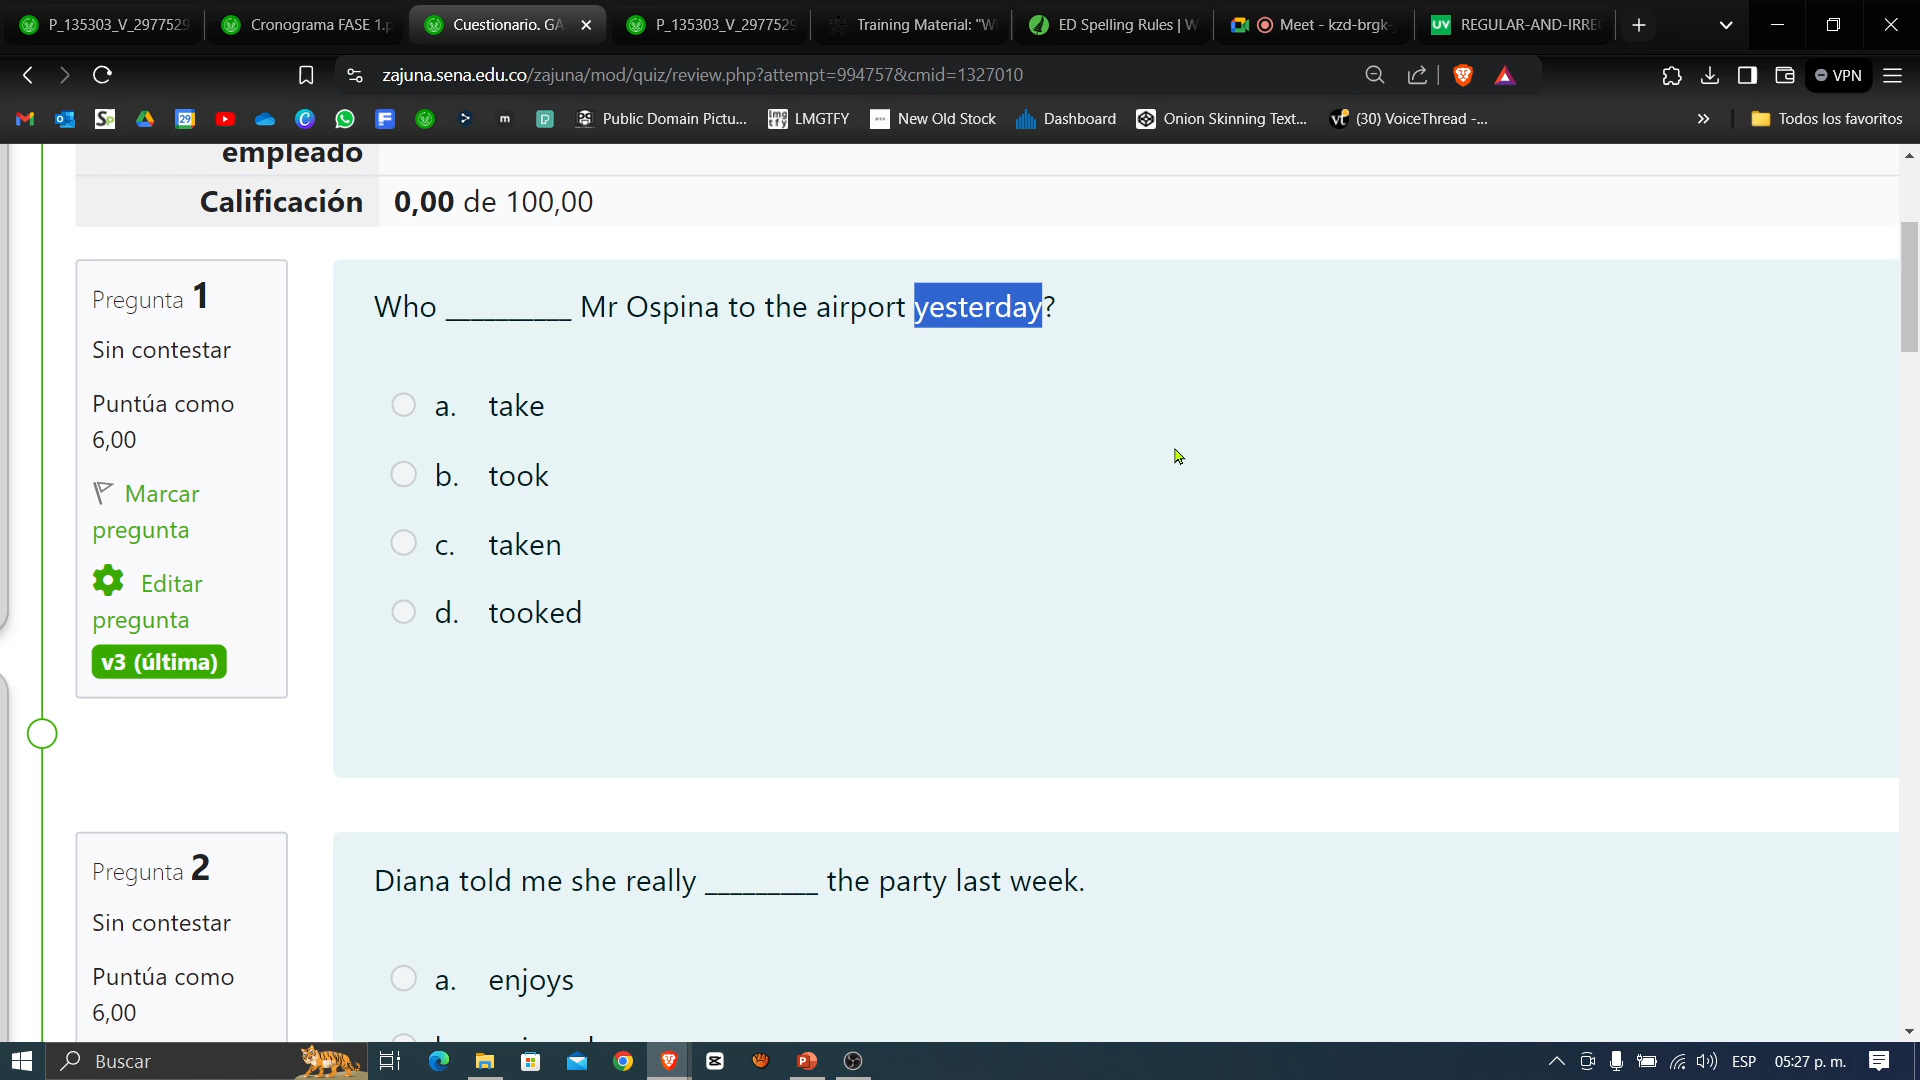 P_135303_V_2977529
Cronograma FASE 1.p
Cuestionario. GA
P_135303_V_2977529
Training Material: "W
ED Spelling Rules | W
Meet - kzd-brgk-
REGULAR-AND-IRRE
zajuna.sena.edu.co/zajuna/mod/quiz/review.php?attempt=994757&cmid=1327010
VPN
Public Domain Pictu...
LMGTFY
New Old Stock
Dashboard
Onion Skinning Text...
(30) VoiceThread -...
Todos los favoritos
empleado
Calificación 0,00 de 100,00
Pregunta 1
Sin contestar
Puntúa como
6,00
Marcar
pregunta
Editar
pregunta
v3 (última)
Who __________ Mr Ospina to the airport yesterday?
a. take
b. took
c. taken
d. tooked
Pregunta 2
Sin contestar
Puntúa como
6,00
Diana told me she really _________ the party last week.
a. enjoys
Buscar
ESP
05:27 p. m.